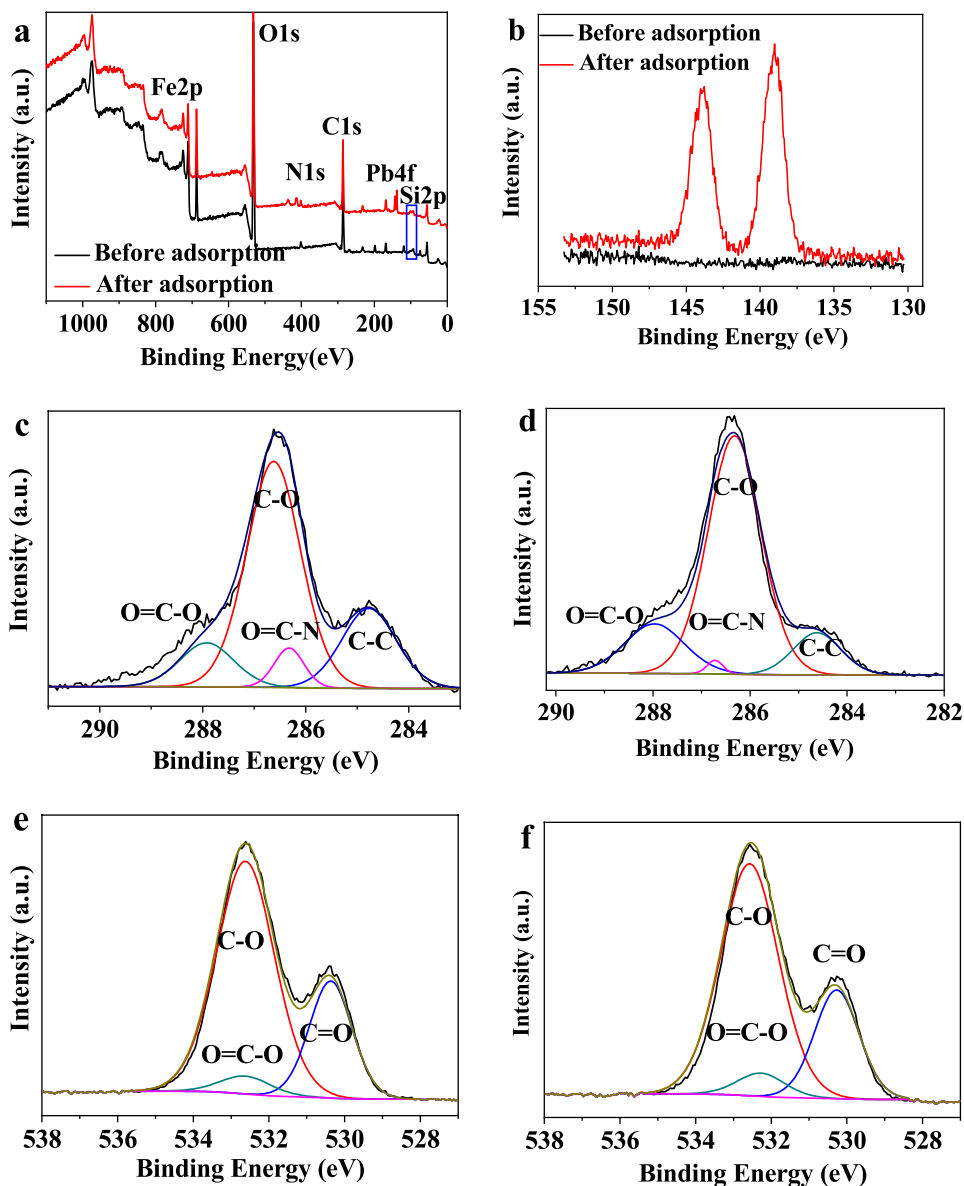 a
O1s
Fe2p
C1s
N1s
Pb4f
Si2p
Before adsorption
After adsorption
1000 800 600 400 200 0
Binding Energy(eV)
Intensity (a.u.)
b
Before adsorption
After adsorption
155 150 145 140 135 130
Binding Energy (eV)
Intensity (a.u.)
c
C-O
O=C-O
O=C-N
C-C
290 288 286 284
Binding Energy (eV)
Intensity (a.u.)
d
C-O
O=C-O
O=C-N
C-C
290 288 286 284 282
Binding Energy (eV)
Intensity (a.u.)
e
C-O
O=C-O
C=O
538 536 534 532 530 528
Binding Energy (eV)
Intensity (a.u.)
f
C-O
C=O
O=C-O
538 536 534 532 530 528
Binding Energy (eV)
Intensity (a.u.)